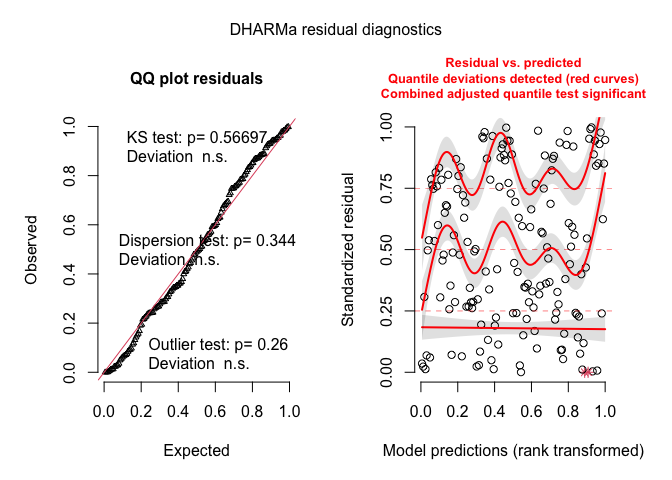 DHARMa residual diagnostics
QQ plot residuals
KS test: p= 0.56697
Deviation n.s.
Dispersion test: p= 0.344
Deviation n.s.
Outlier test: p= 0.26
Deviation n.s.
Observed
0.0 0.2 0.4 0.6 0.8 1.0
0.0 0.2 0.4 0.6 0.8 1.0
Expected
Residual vs. predicted
Quantile deviations detected (red curves)
Combined adjusted quantile test significant
Standardized residual
0.00 0.25 0.50 0.75 1.00
0.0 0.2 0.4 0.6 0.8 1.0
Model predictions (rank transformed)